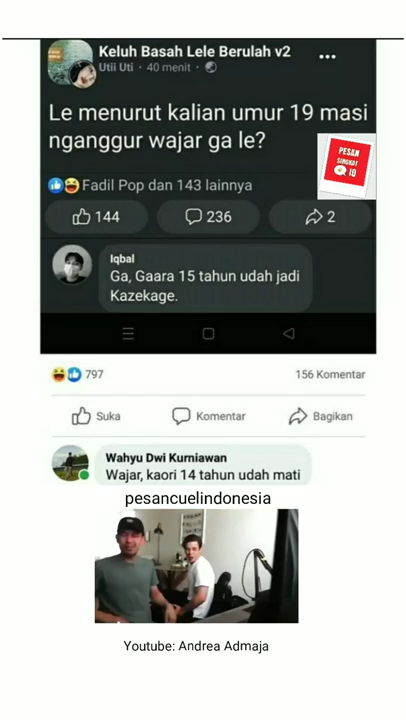 Keluh Basah Lele Berulah v2
Utii Uti · 40 menit ·
Le menurut kalian umur 19 masi
nganggur wajar ga le?
PESAN
SINGKAT
ID
Fadil Pop dan 143 lainnya
144
236
2
Iqbal
Ga, Gaara 15 tahun udah jadi
Kazekage.
797
156 Komentar
Suka
Komentar
Bagikan
Wahyu Dwi Kurniawan
Wajar, kaori 14 tahun udah mati
pesancuelindonesia
Youtube: Andrea Admaja